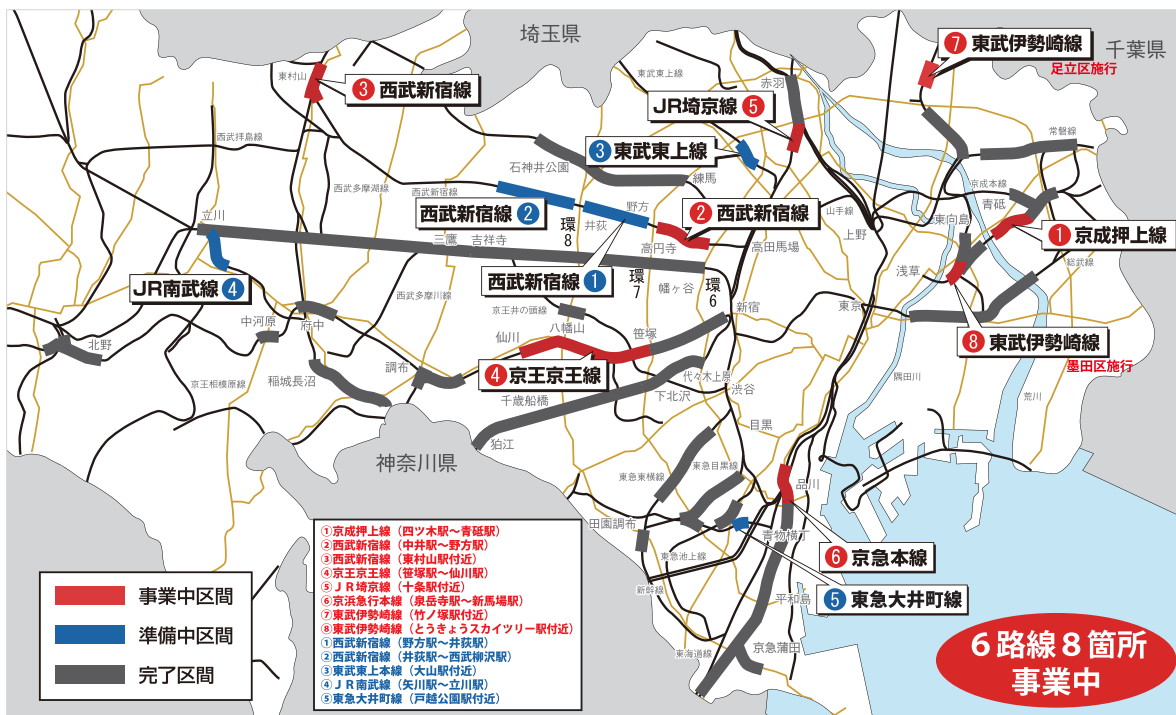 埼玉県
千葉県
神奈川県
⑦ 東武伊勢崎線
足立区施行
③ 西武新宿線
東村山
東武東上線
赤羽
JR埼京線 ⑤
③ 東武東上線
西武拝島線
石神井公園
練馬
常磐線
京成本線
青砥
西武多摩湖線
西武新宿線
西武新宿線 ②
野方
井荻
環8
② 西武新宿線
山手線
上野
東向島
① 京成押上線
立川
三鷹
吉祥寺
高円寺
高田馬場
浅草
総武線
JR南武線 ④
西武新宿線 ①
環7
幡ヶ谷
環6
新宿
東京
西武多摩川線
京王井の頭線
中河原
府中
仙川
八幡山
笹塚
⑧ 東武伊勢崎線
墨田区施行
北野
京王相模原線
稲城長沼
調布
④ 京王京王線
代々木上原
隅田川
荒川
千歳船橋
下北沢
渋谷
狛江
目黒
東急東横線
東急目黒線
品川
田園調布
青物横丁
⑥ 京急本線
東急池上線
新幹線
平和島
⑤ 東急大井町線
東海道線
京急蒲田
①京成押上線（四ツ木駅～青砥駅）
②西武新宿線（中井駅～野方駅）
③西武新宿線（東村山駅付近）
④京王京王線（笹塚駅～仙川駅）
⑤ＪＲ埼京線（十条駅付近）
⑥京浜急行本線（泉岳寺駅～新馬場駅）
⑦東武伊勢崎線（竹ノ塚駅付近）
⑧東武伊勢崎線（とうきょうスカイツリー駅付近）
①西武新宿線（野方駅～井荻駅）
②西武新宿線（井荻駅～西武柳沢駅）
③東武東上本線（大山駅付近）
④ＪＲ南武線（矢川駅～立川駅）
⑤東急大井町線（戸越公園駅付近）
事業中区間
準備中区間
完了区間
６路線８箇所
事業中